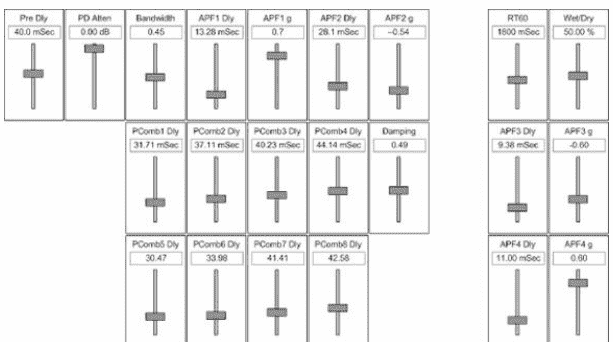 Pre Dly PD Atten Bandwidth APF1 Dly APF1 g APF2 Dly APF2 g RT60 Wet/Dry
40.0 mSec 0.00 dB 0.45 13.28 mSec 0.7 28.1 mSec -0.54 1800 mSec 50.00 %
PComb1 Dly PComb2 Dly PComb3 Dly PComb4 Dly Damping APF3 Dly APF3 g
31.71 mSec 37.11 mSec 40.23 mSec 44.14 mSec 0.49 9.38 mSec -0.60
PComb5 Dly PComb6 Dly PComb7 Dly PComb8 Dly APF4 Dly APF4 g
30.47 33.98 41.41 42.58 11.00 mSec 0.60